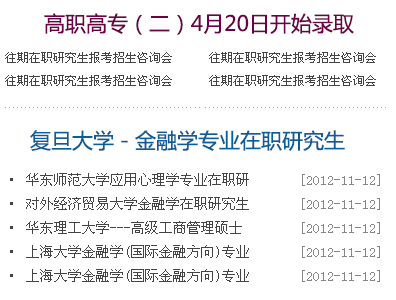 高职高专（二）4月20日开始录取
往期在职研究生报考招生咨询会 往期在职研究生报考招生咨询会
往期在职研究生报考招生咨询会 往期在职研究生报考招生咨询会
复旦大学 - 金融学专业在职研究生
· 华东师范大学应用心理学专业在职研 [2012-11-12]
· 对外经济贸易大学金融学在职研究生 [2012-11-12]
· 华东理工大学---高级工商管理硕士 [2012-11-12]
· 上海大学金融学(国际金融方向)专业 [2012-11-12]
· 上海大学金融学(国际金融方向)专业 [2012-11-12]